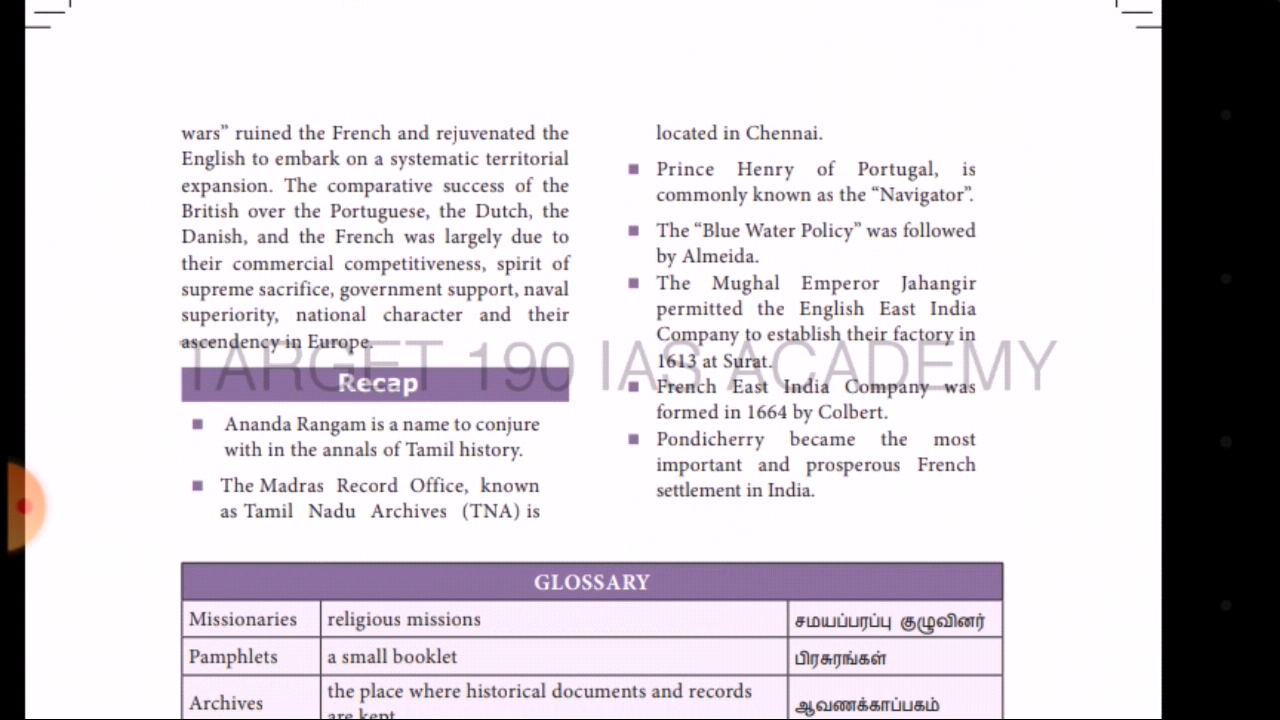 wars” ruined the French and rejuvenated the
English to embark on a systematic territorial
expansion. The comparative success of the
British over the Portuguese, the Dutch, the
Danish, and the French was largely due to
their commercial competitiveness, spirit of
supreme sacrifice, government support, naval
superiority, national character and their
ascendency in Europe.
Recap
■ Ananda Rangam is a name to conjure
with in the annals of Tamil history.
■ The Madras Record Office, known
as Tamil Nadu Archives (TNA) is
located in Chennai.
■ Prince Henry of Portugal, is
commonly known as the “Navigator”.
■ The “Blue Water Policy” was followed
by Almeida.
■ The Mughal Emperor Jahangir
permitted the English East India
Company to establish their factory in
1613 at Surat.
■ French East India Company was
formed in 1664 by Colbert.
■ Pondicherry became the most
important and prosperous French
settlement in India.
TARGET 190 IAS ACADEMY
GLOSSARY
Missionaries religious missions சமயப்பரப்பு குழுவினர்
Pamphlets a small booklet பிரசுரங்கள்
Archives the place where historical documents and records ஆவணக்காப்பகம்
are kept